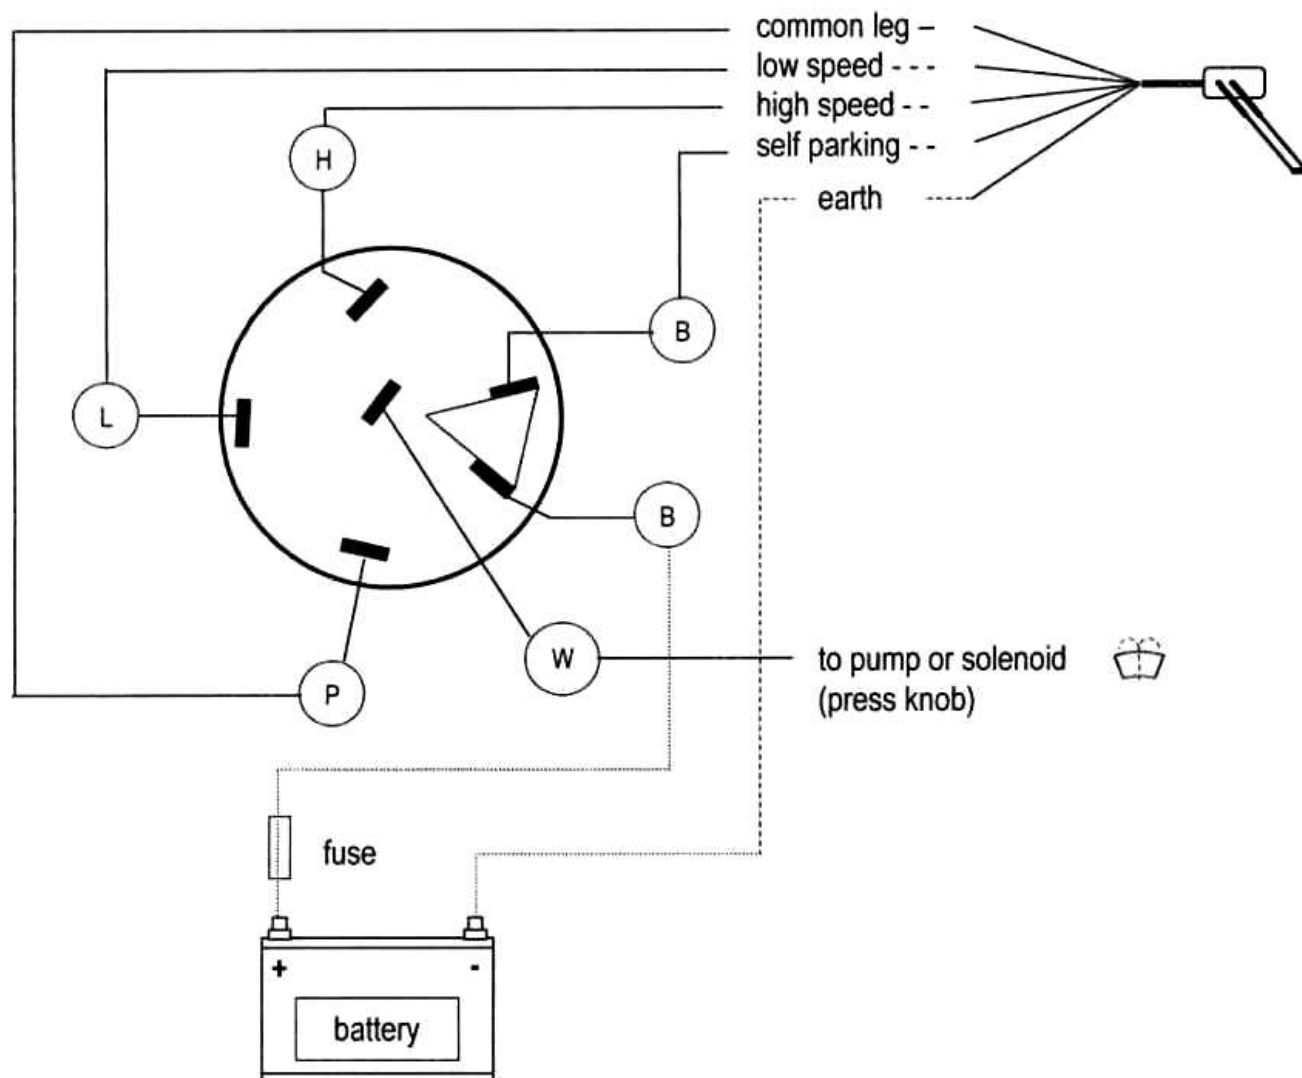 common leg –
low speed - - -
high speed - -
self parking - -
earth
H
B
L
B
W
to pump or solenoid
(press knob)
P
fuse
+ -
battery